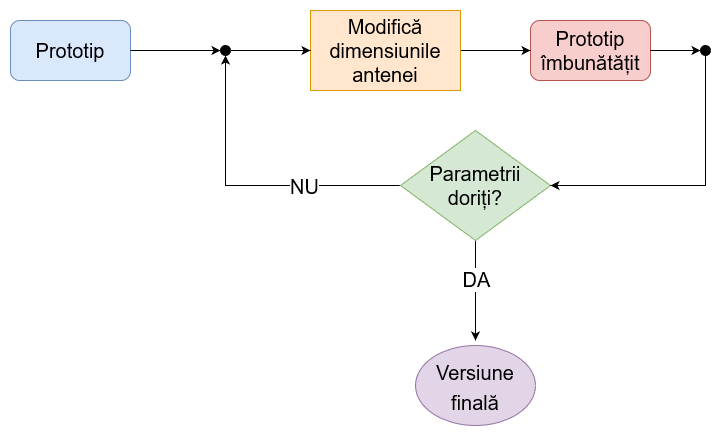 Prototip
Modifică
dimensiunile
antenei
Prototip
îmbunătățit
Parametrii
doriți?
NU
DA
Versiune
finală